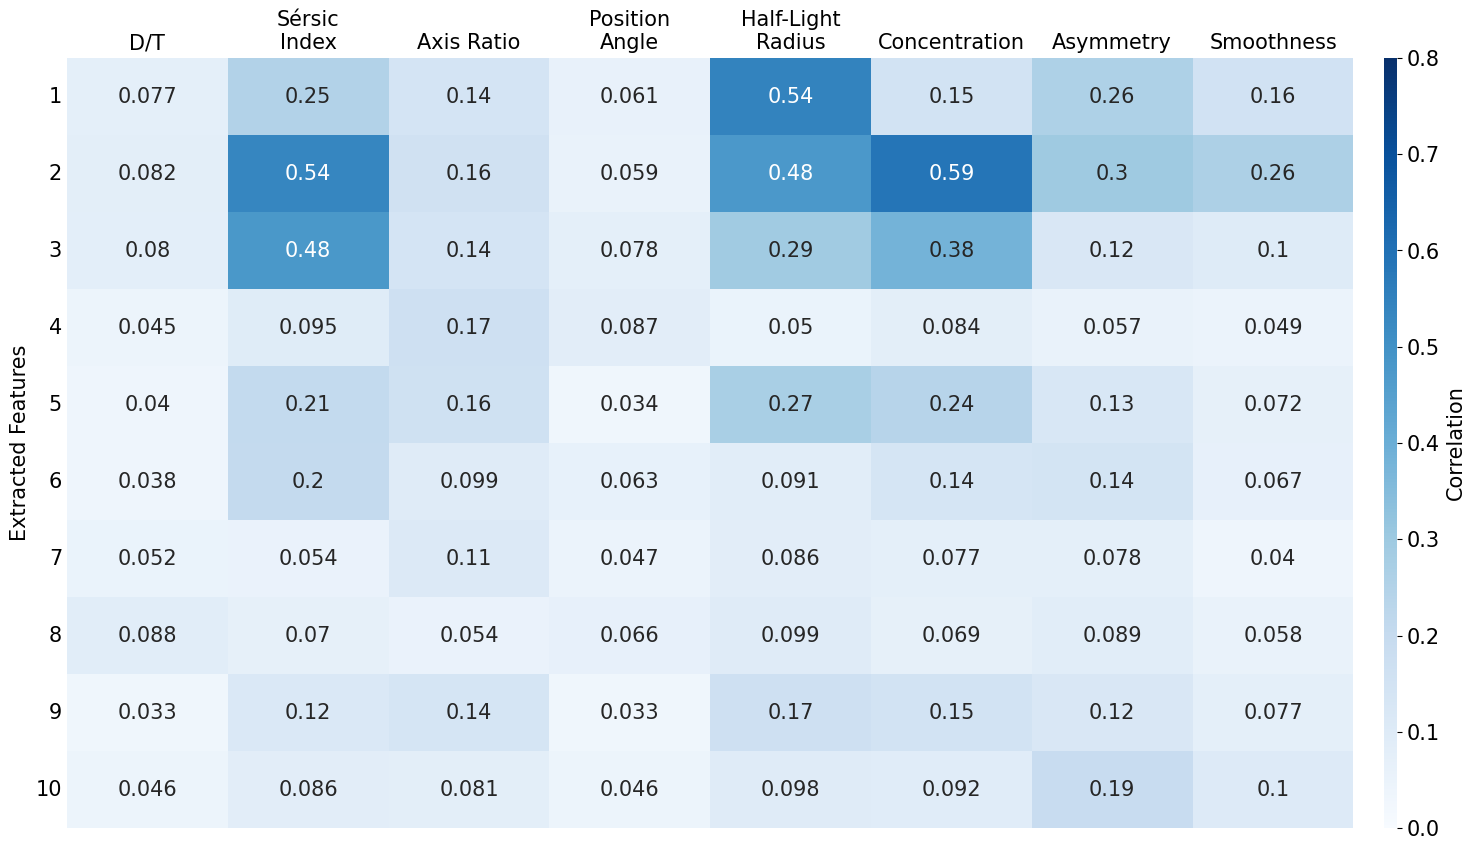 D/T
Sérsic
Index
Axis Ratio
Position
Angle
Half-Light
Radius
Concentration
Asymmetry
Smoothness
1 0.077 0.25 0.14 0.061 0.54 0.15 0.26 0.16
2 0.082 0.54 0.16 0.059 0.48 0.59 0.3 0.26
3 0.08 0.48 0.14 0.078 0.29 0.38 0.12 0.1
4 0.045 0.095 0.17 0.087 0.05 0.084 0.057 0.049
5 0.04 0.21 0.16 0.034 0.27 0.24 0.13 0.072
6 0.038 0.2 0.099 0.063 0.091 0.14 0.14 0.067
7 0.052 0.054 0.11 0.047 0.086 0.077 0.078 0.04
8 0.088 0.07 0.054 0.066 0.099 0.069 0.089 0.058
9 0.033 0.12 0.14 0.033 0.17 0.15 0.12 0.077
10 0.046 0.086 0.081 0.046 0.098 0.092 0.19 0.1
Extracted Features
0.8
0.7
0.6
0.5
0.4
0.3
0.2
0.1
0.0
Correlation